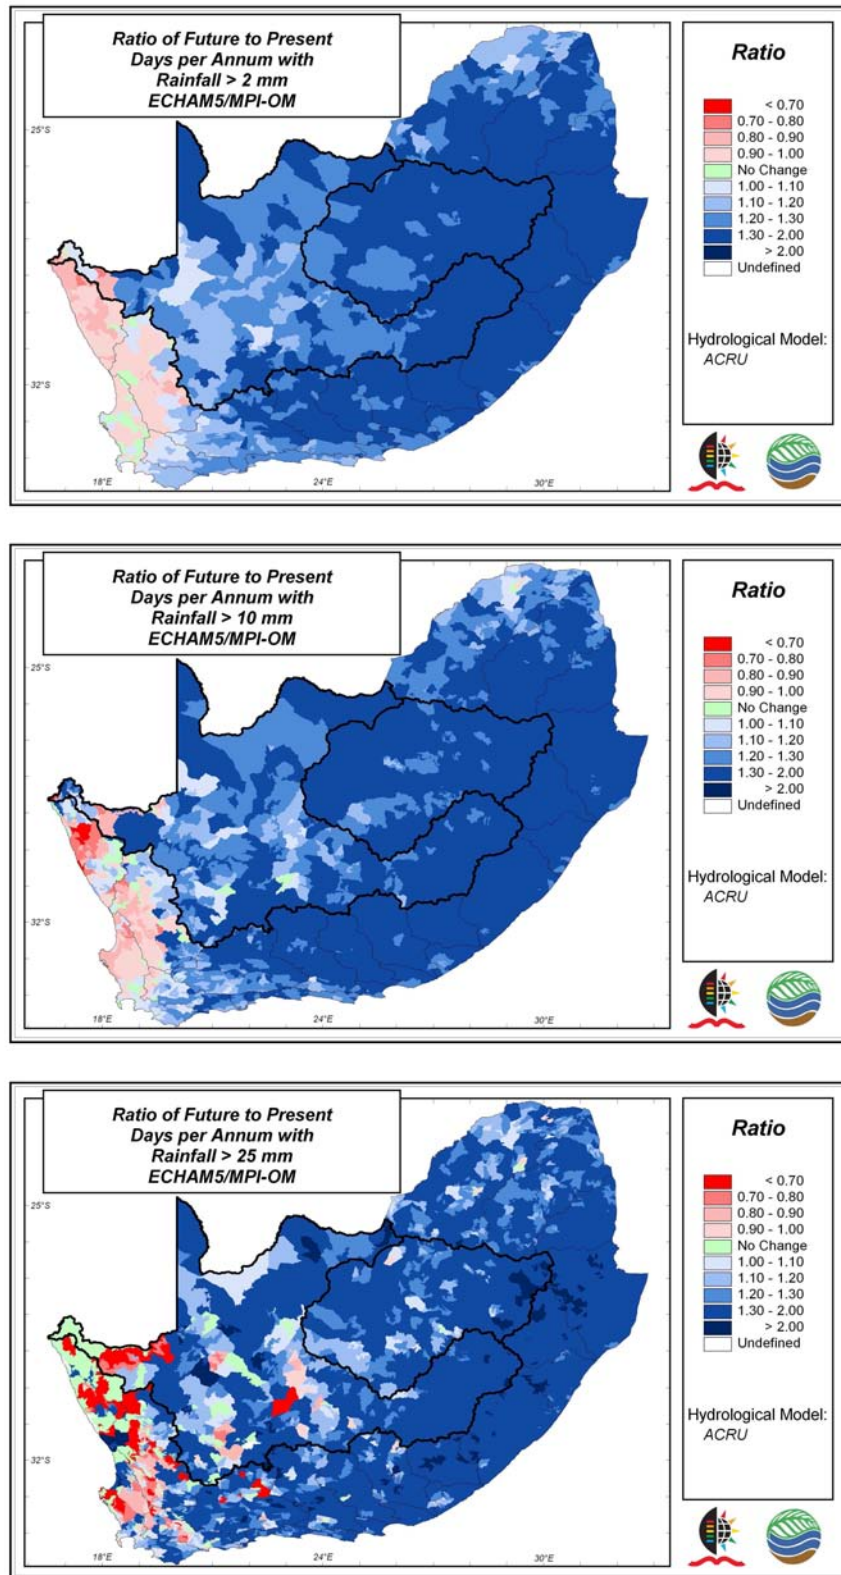 Ratio of Future to Present
Days per Annum with
Rainfall > 2 mm
ECHAM5/MPI-OM
25°S
32°S
18°E
24°E
30°E
Ratio
< 0.70
0.70 - 0.80
0.80 - 0.90
0.90 - 1.00
No Change
1.00 - 1.10
1.10 - 1.20
1.20 - 1.30
1.30 - 2.00
> 2.00
Undefined
Hydrological Model:
ACRU
Ratio of Future to Present
Days per Annum with
Rainfall > 10 mm
ECHAM5/MPI-OM
25°S
32°S
18°E
24°E
30°E
Ratio
< 0.70
0.70 - 0.80
0.80 - 0.90
0.90 - 1.00
No Change
1.00 - 1.10
1.10 - 1.20
1.20 - 1.30
1.30 - 2.00
> 2.00
Undefined
Hydrological Model:
ACRU
Ratio of Future to Present
Days per Annum with
Rainfall > 25 mm
ECHAM5/MPI-OM
25°S
32°S
18°E
24°E
30°E
Ratio
< 0.70
0.70 - 0.80
0.80 - 0.90
0.90 - 1.00
No Change
1.00 - 1.10
1.10 - 1.20
1.20 - 1.30
1.30 - 2.00
> 2.00
Undefined
Hydrological Model:
ACRU